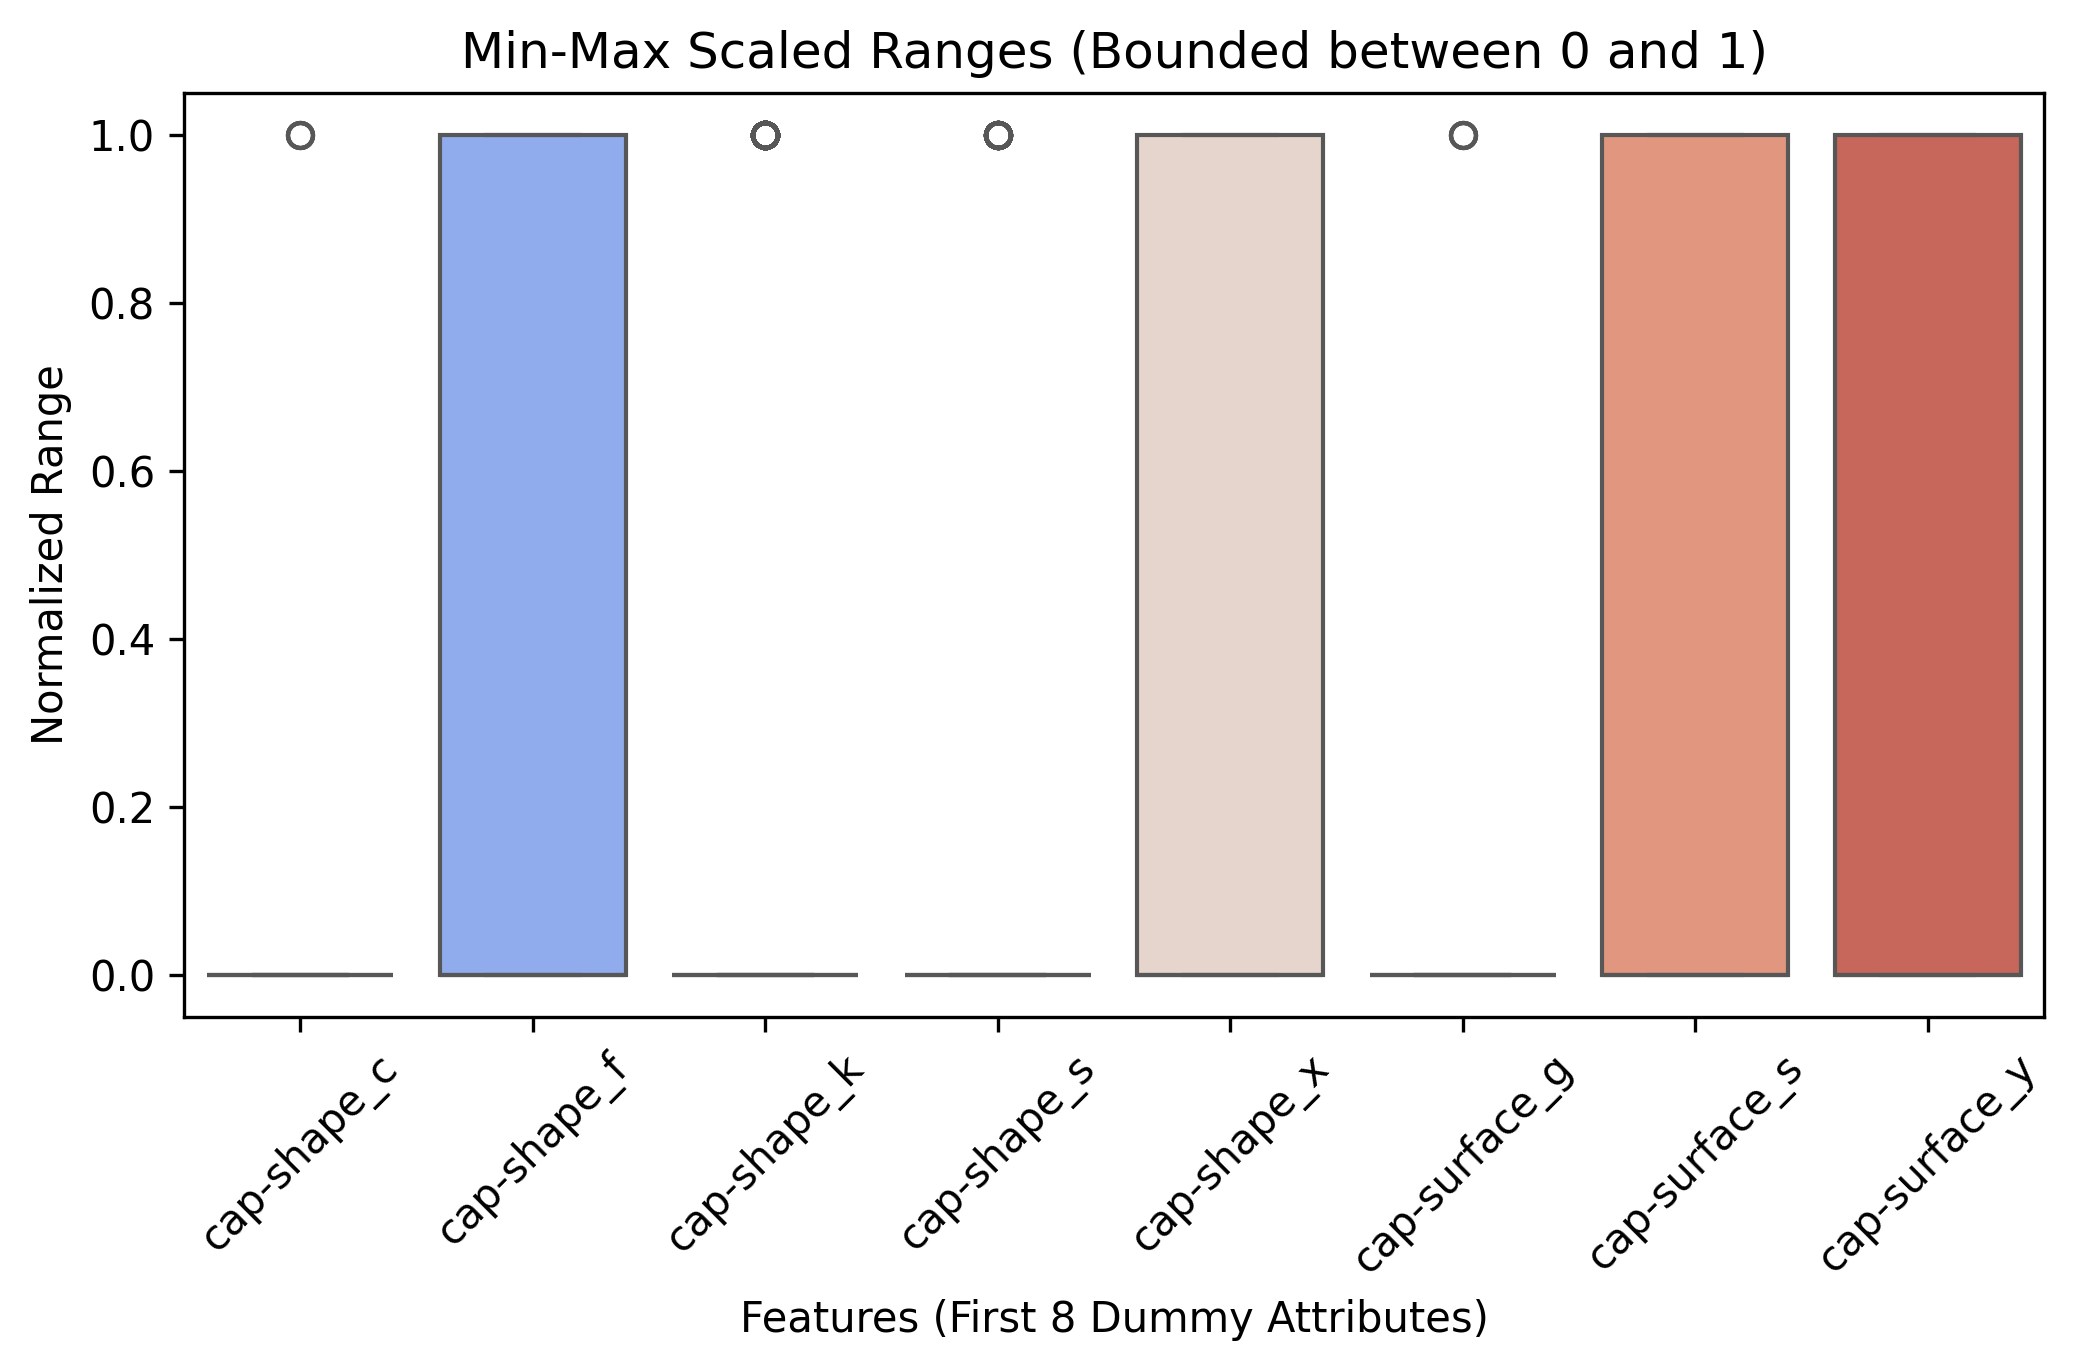 Min-Max Scaled Ranges (Bounded between 0 and 1)
Normalized Range
1.0
0.8
0.6
0.4
0.2
0.0
cap-shape_c
cap-shape_f
cap-shape_k
cap-shape_s
cap-shape_x
cap-surface_g
cap-surface_s
cap-surface_y
Features (First 8 Dummy Attributes)